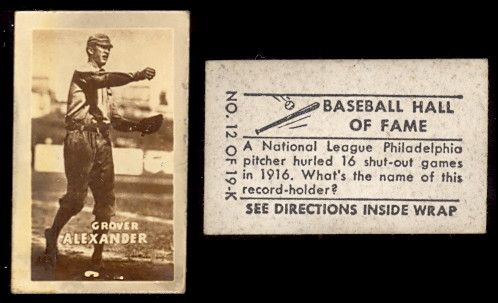 GROVER
ALEXANDER
NO. 12 OF 19-K
BASEBALL HALL
OF FAME
A National League Philadelphia
pitcher hurled 16 shut-out games
in 1916. What's the name of this
record-holder?
SEE DIRECTIONS INSIDE WRAP